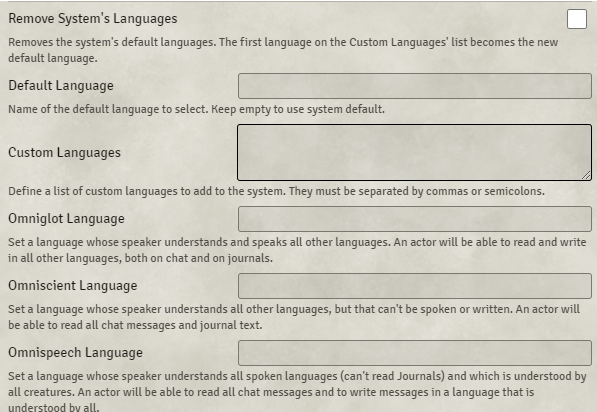 Remove System's Languages
Removes the system's default languages. The first language on the Custom Languages' list becomes the new
default language.
Default Language
Name of the default language to select. Keep empty to use system default.
Custom Languages
Define a list of custom languages to add to the system. They must be separated by commas or semicolons.
Omniglot Language
Set a language whose speaker understands and speaks all other languages. An actor will be able to read and write
in all other languages, both on chat and on journals.
Omniscient Language
Set a language whose speaker understands all other languages, but that can't be spoken or written. An actor will
be able to read all chat messages and journal text.
Omnispeech Language
Set a language whose speaker understands all spoken languages (can't read Journals) and which is understood by
all creatures. An actor will be able to read all chat messages and to write messages in a language that is
understood by all.